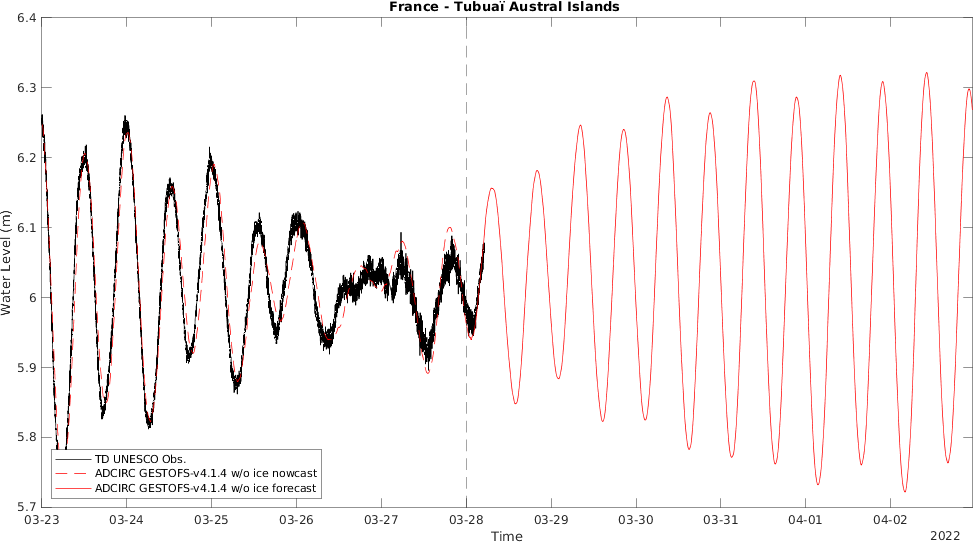 France - Tubuaï Austral Islands
6.4
6.3
6.2
6.1
6
5.9
5.8
5.7
Water Level (m)
TD UNESCO Obs.
ADCIRC GESTOFS-v4.1.4 w/o ice nowcast
ADCIRC GESTOFS-v4.1.4 w/o ice forecast
03-23 03-24 03-25 03-26 03-27 03-28 03-29 03-30 03-31 04-01 04-02
Time
2022